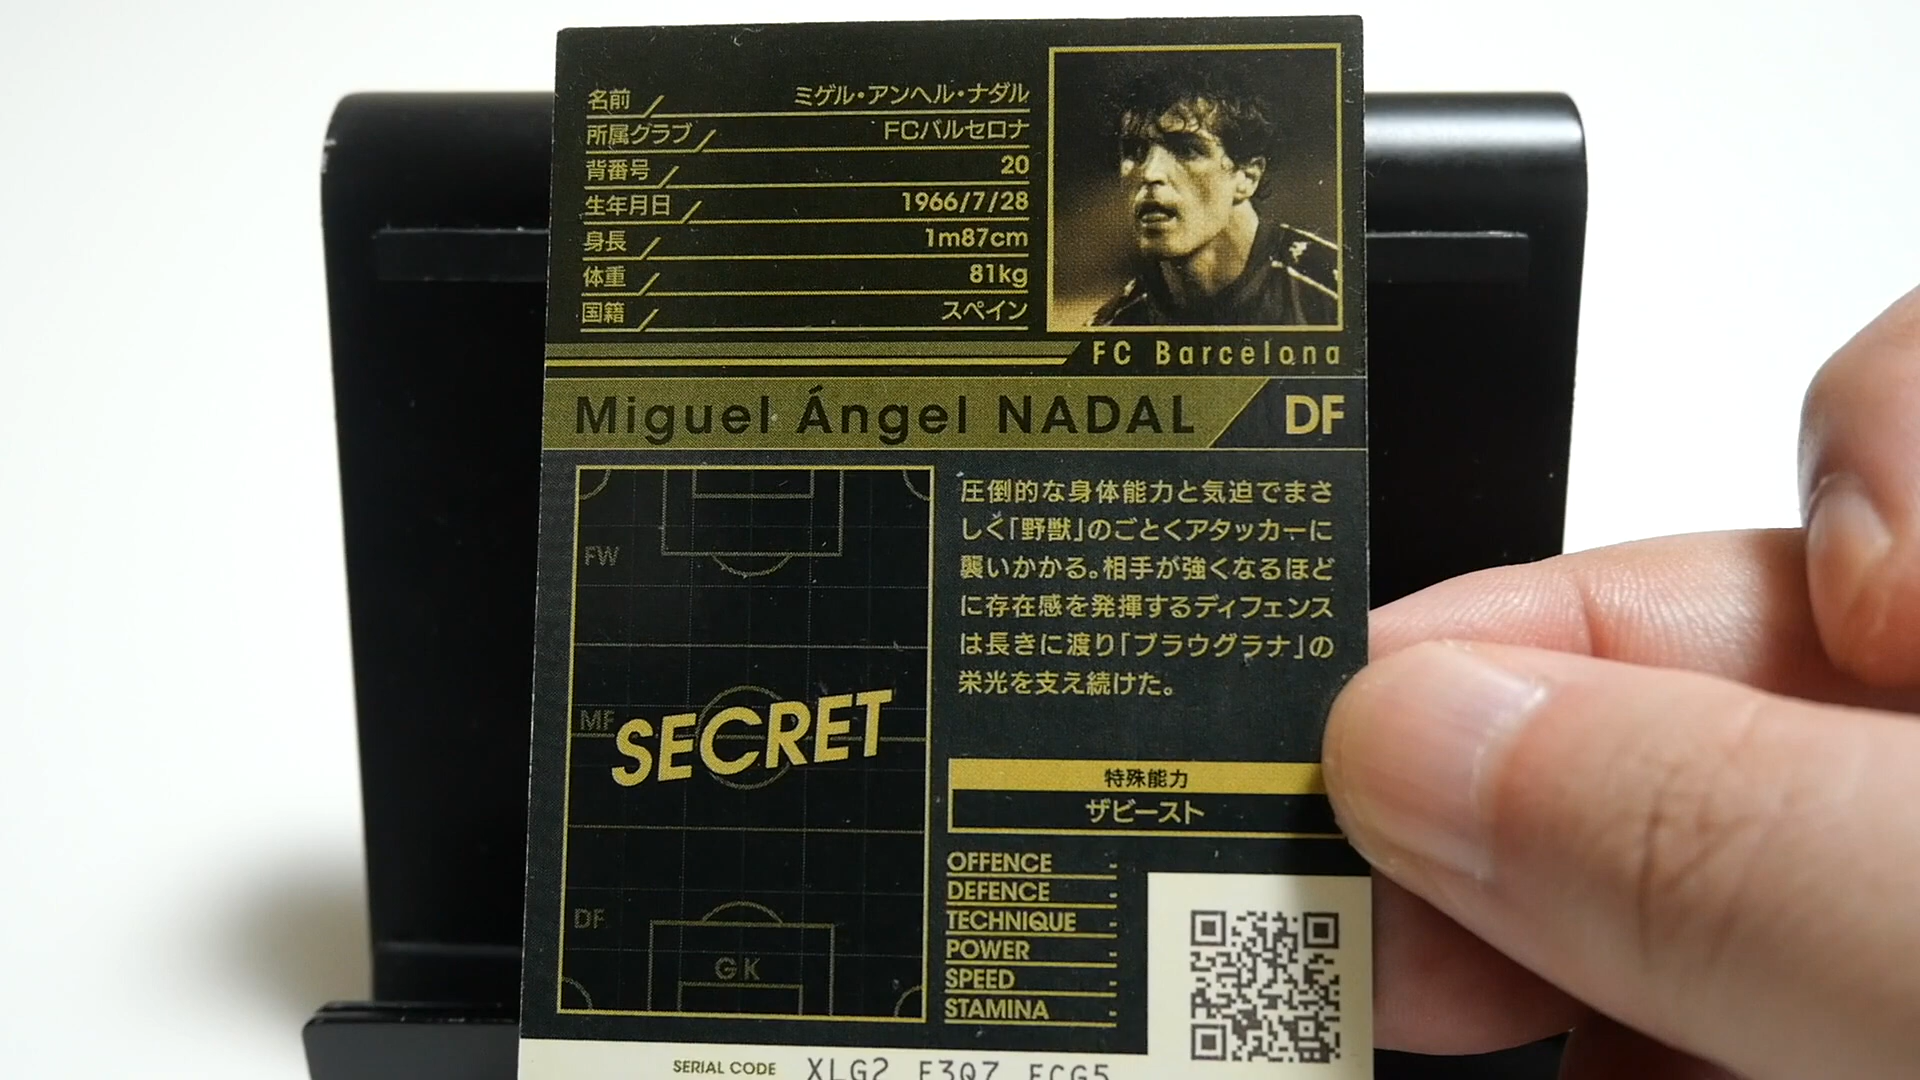 名前 ミゲル・アンヘル・ナダル
所属クラブ FCバルセロナ
背番号 20
生年月日 1966/7/28
身長 1m87cm
体重 81kg
国籍 スペイン
FC Barcelona
Miguel Ángel NADAL DF
圧倒的な身体能力と気迫でまさ
しく「野獣」のごとくアタッカーに
襲いかかる。相手が強くなるほど
に存在感を発揮するディフェンス
は長きに渡り「ブラウグラナ」の
栄光を支え続けた。
FW
MF
SECRET
DF
GK
特殊能力
ザビースト
OFFENCE -
DEFENCE -
TECHNIQUE -
POWER -
SPEED -
STAMINA -
SERIAL CODE XLG2